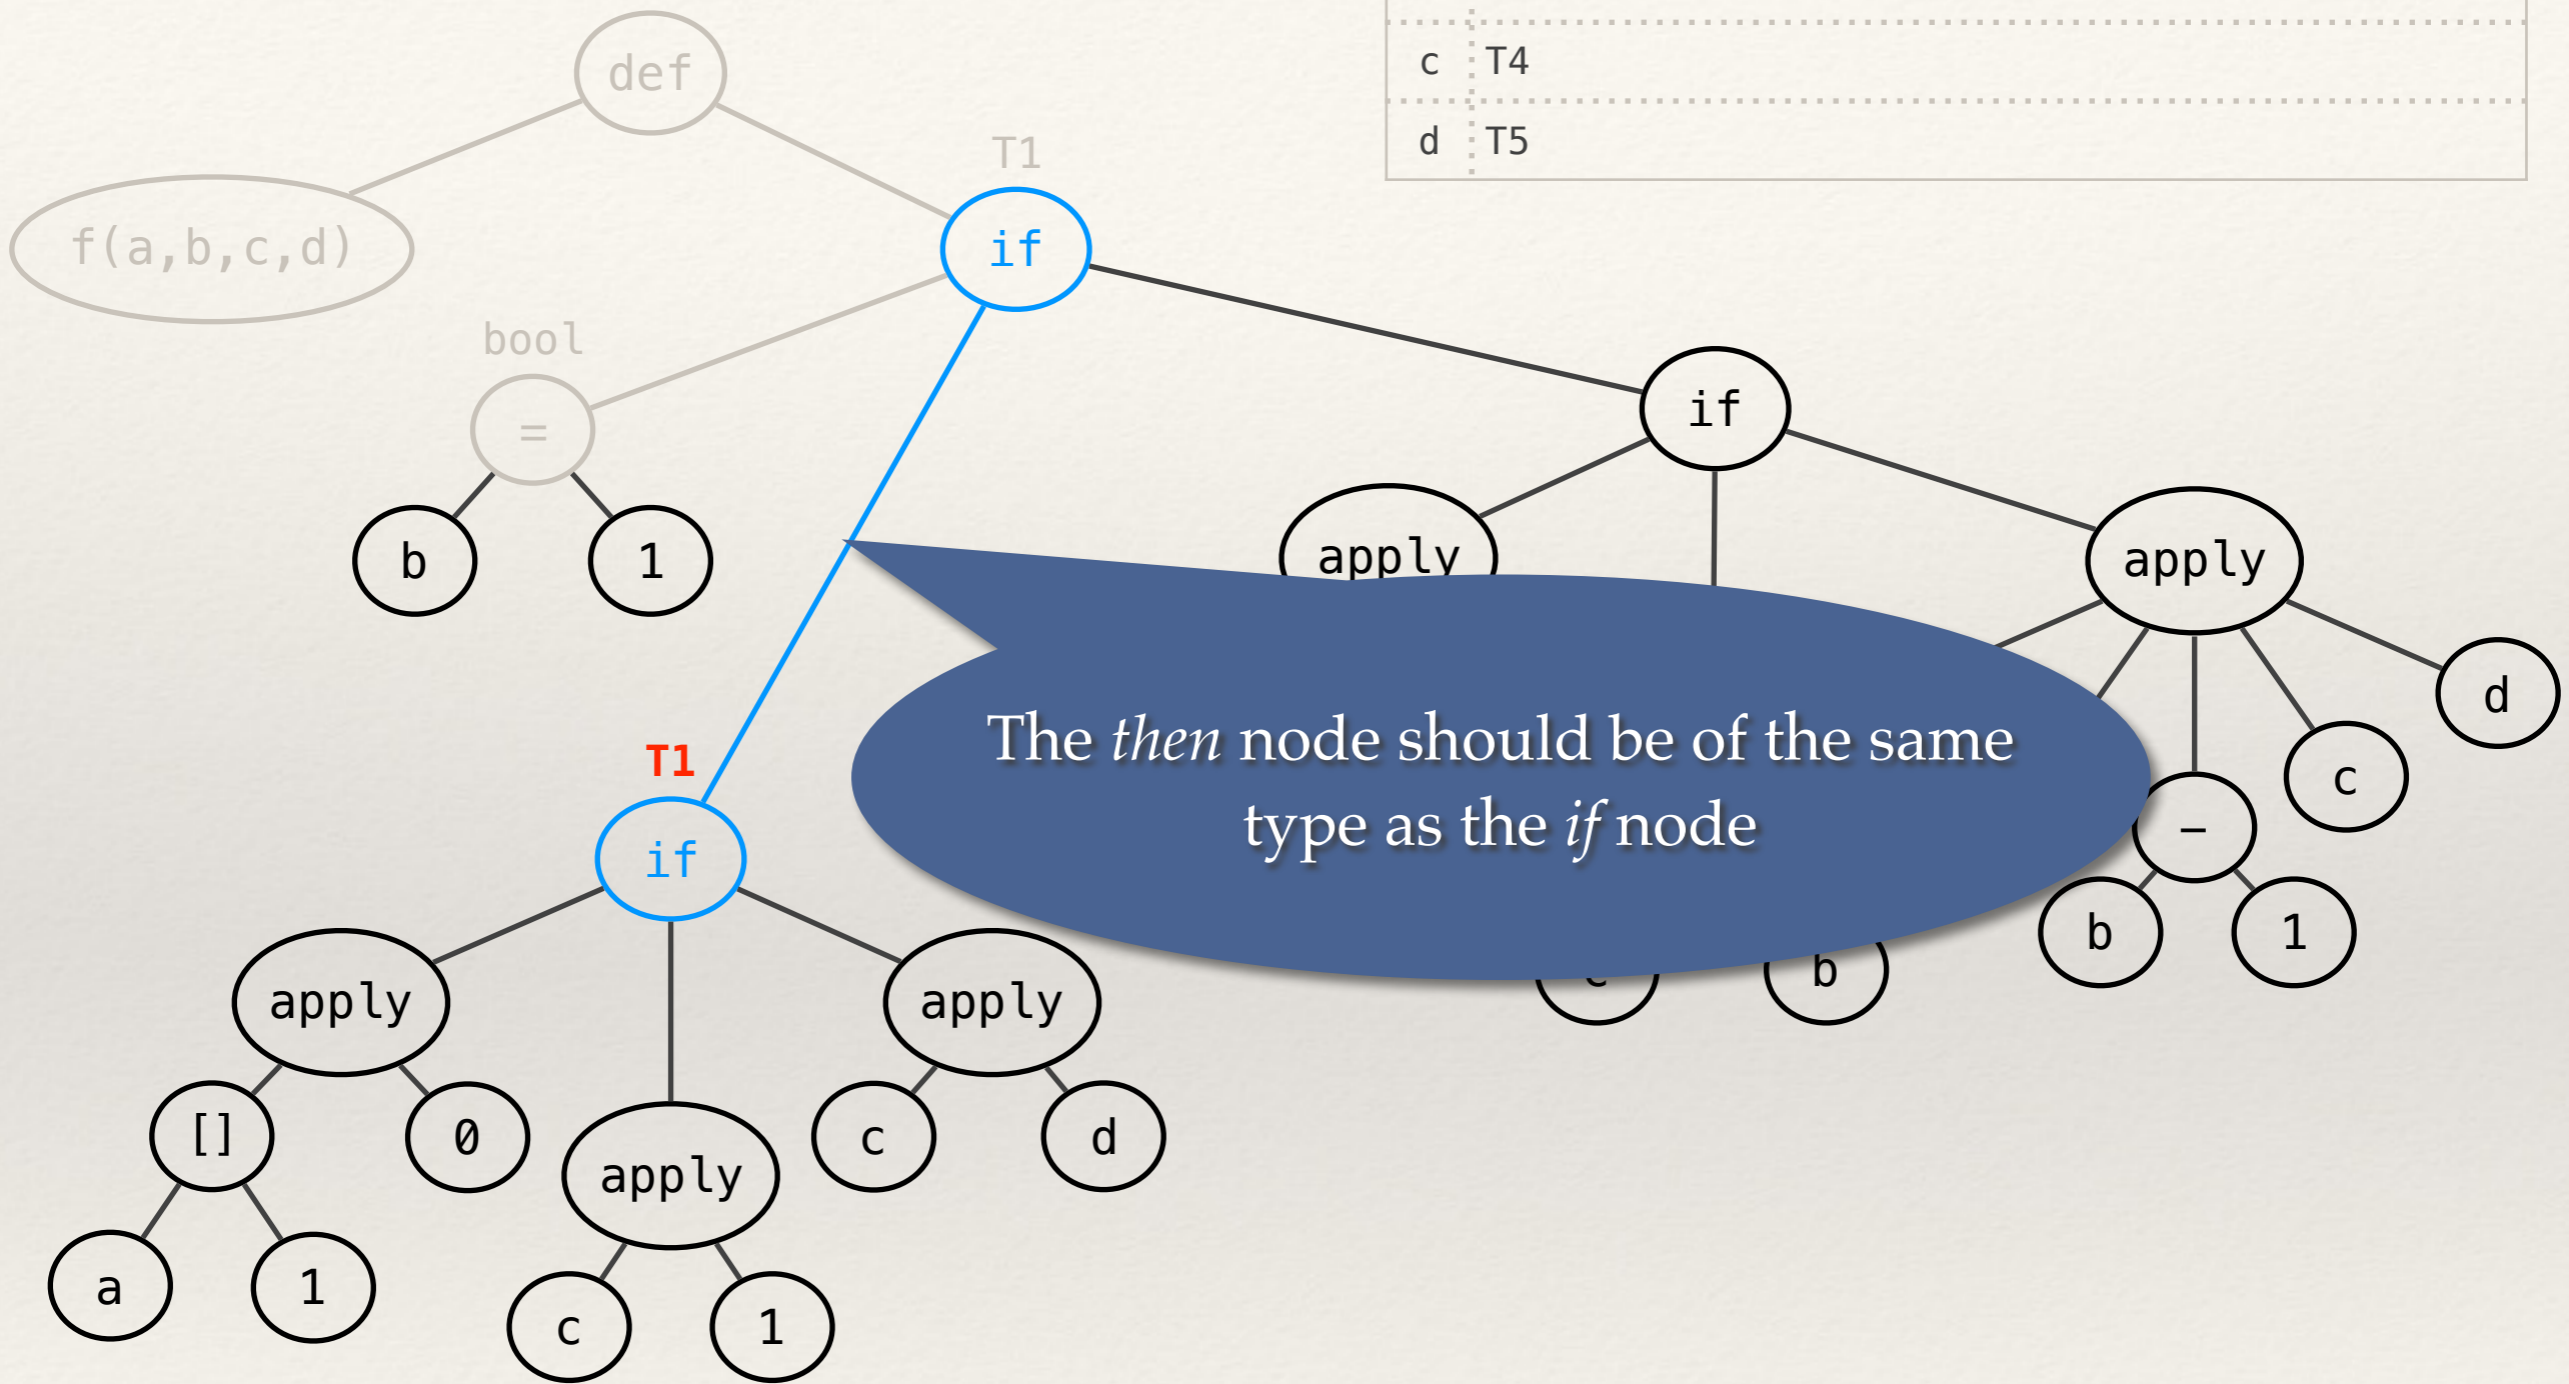 def
c T4
d T5
T1
f(a,b,c,d)
if
bool
=
if
b
1
apply
apply
d
The then node should be of the same
type as the if node
T1
if
c
–
b
1
b
apply
apply
[]
0
apply
c
d
a
1
c
1